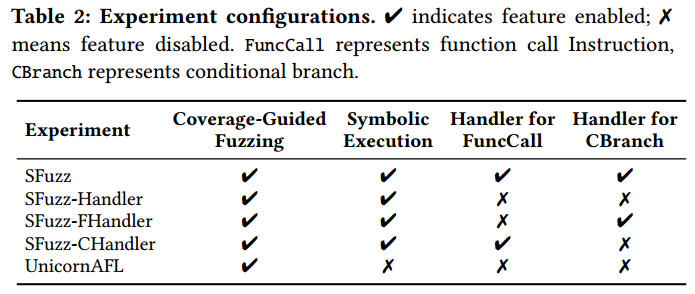 Table 2: Experiment configurations. ✔ indicates feature enabled; ✗
means feature disabled. FuncCall represents function call Instruction,
CBranch represents conditional branch.
Experiment Coverage-Guided Fuzzing Symbolic Execution Handler for FuncCall Handler for CBranch
SFuzz ✔ ✔ ✔ ✔
SFuzz-Handler ✔ ✔ ✗ ✗
SFuzz-FHandler ✔ ✔ ✗ ✔
SFuzz-CHandler ✔ ✔ ✔ ✗
UnicornAFL ✔ ✗ ✗ ✗